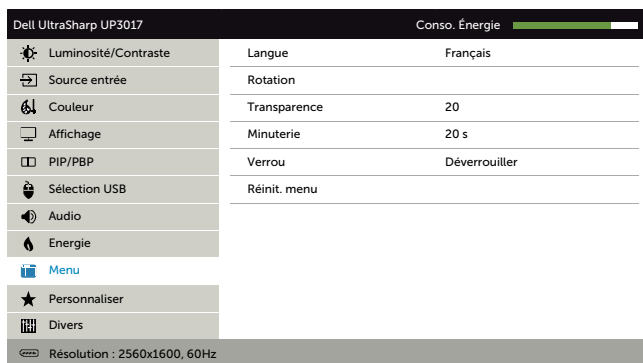 Dell UltraSharp UP3017 Conso. Énergie
Luminosité/Contraste Langue Français
Source entrée Rotation
Couleur Transparence 20
Affichage Minuterie 20 s
PIP/PBP Verrou Déverrouiller
Sélection USB Réinit. menu
Audio
Energie
Menu
Personnaliser
Divers
Résolution : 2560x1600, 60Hz